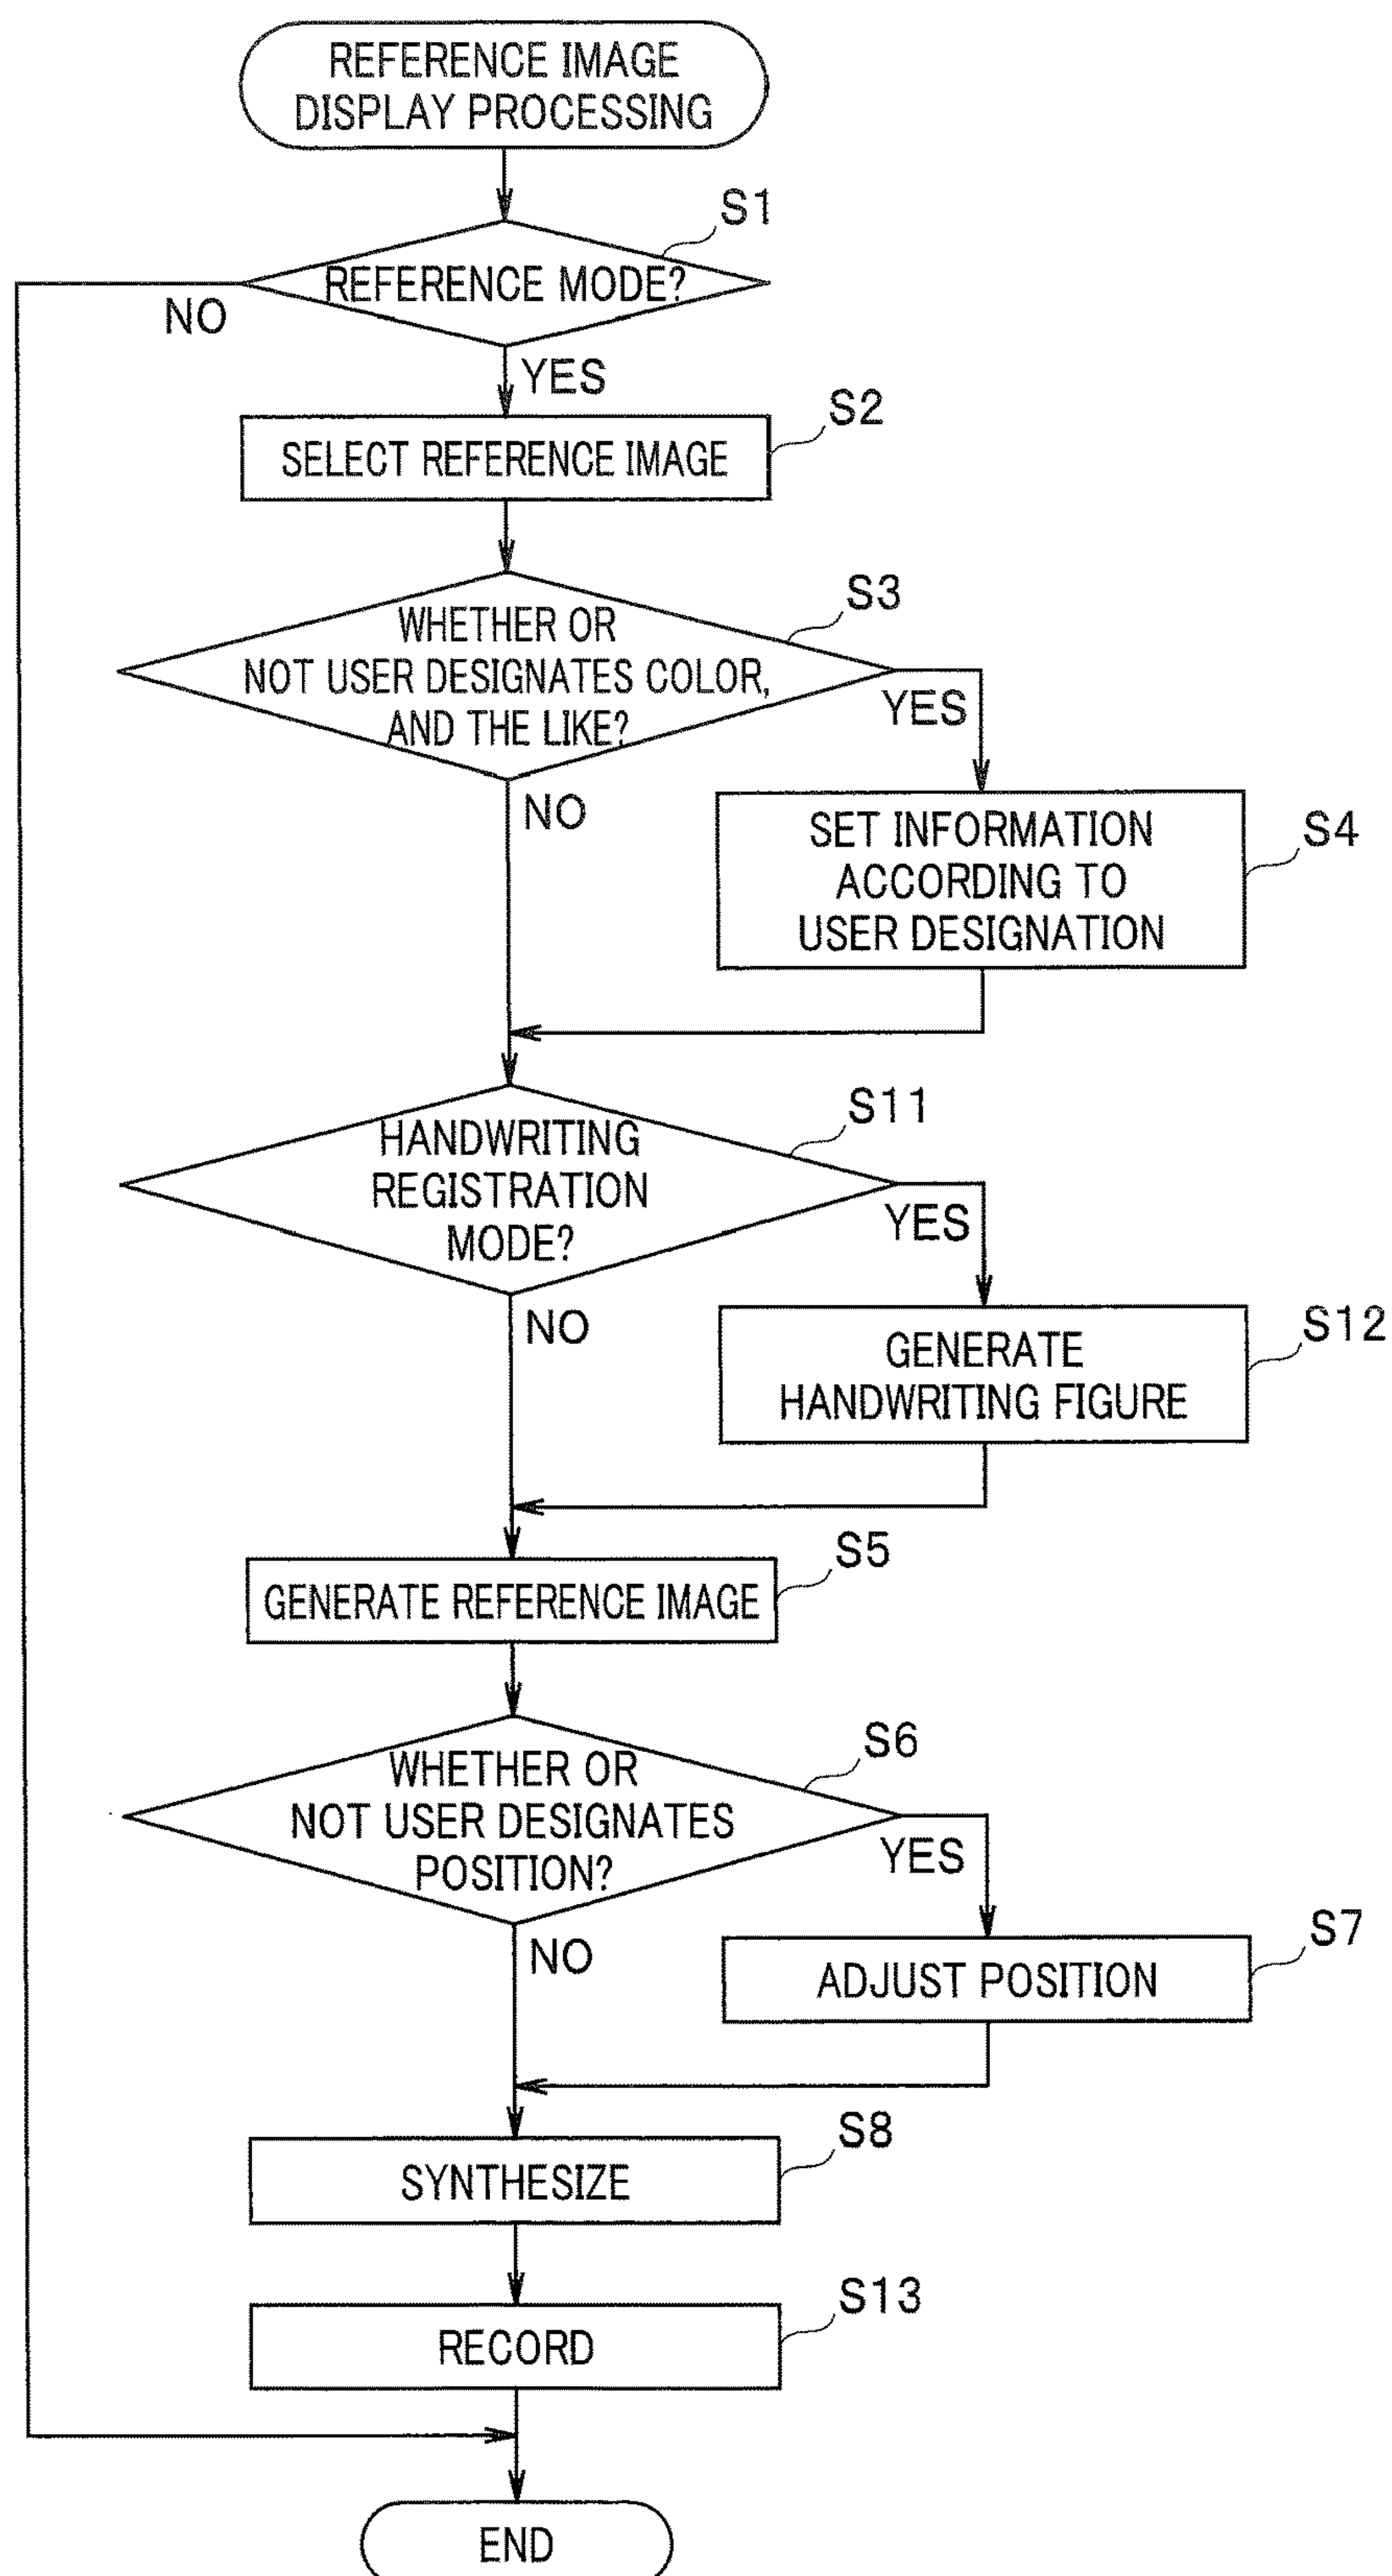 REFERENCE IMAGE
DISPLAY PROCESSING
S1
REFERENCE MODE?
NO
YES
S2
SELECT REFERENCE IMAGE
S3
WHETHER OR
NOT USER DESIGNATES COLOR,
AND THE LIKE?
YES
NO
S4
SET INFORMATION
ACCORDING TO
USER DESIGNATION
S11
HANDWRITING
REGISTRATION
MODE?
YES
NO
S12
GENERATE
HANDWRITING FIGURE
S5
GENERATE REFERENCE IMAGE
S6
WHETHER OR
NOT USER DESIGNATES
POSITION?
YES
NO
S7
ADJUST POSITION
S8
SYNTHESIZE
S13
RECORD
END